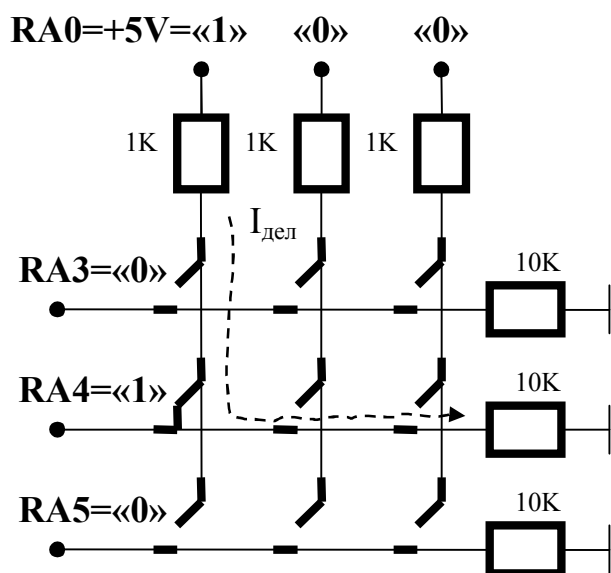 RA0=+5V=«1» «0» «0»
1K 1K 1K
Iдел
RA3=«0» 10K
RA4=«1» 10K
RA5=«0» 10K